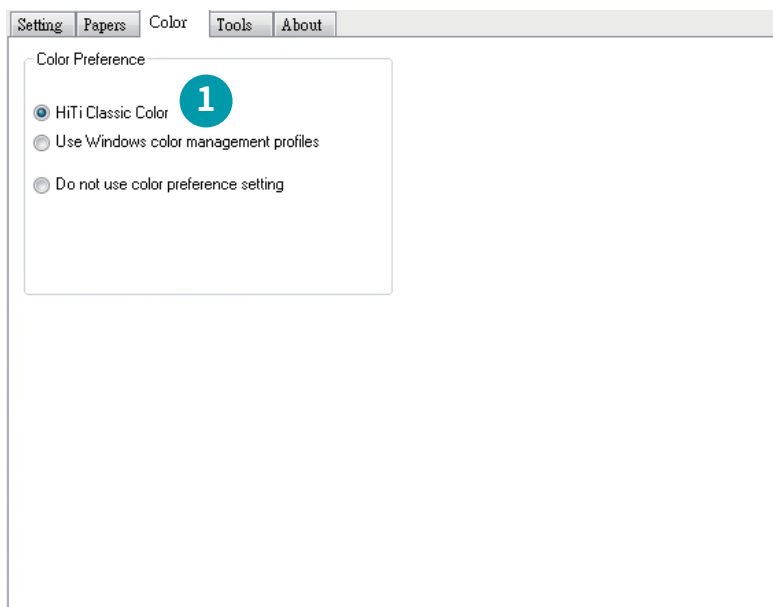 Setting Papers Color Tools About
Color Preference
HiTi Classic Color 1
Use Windows color management profiles
Do not use color preference setting